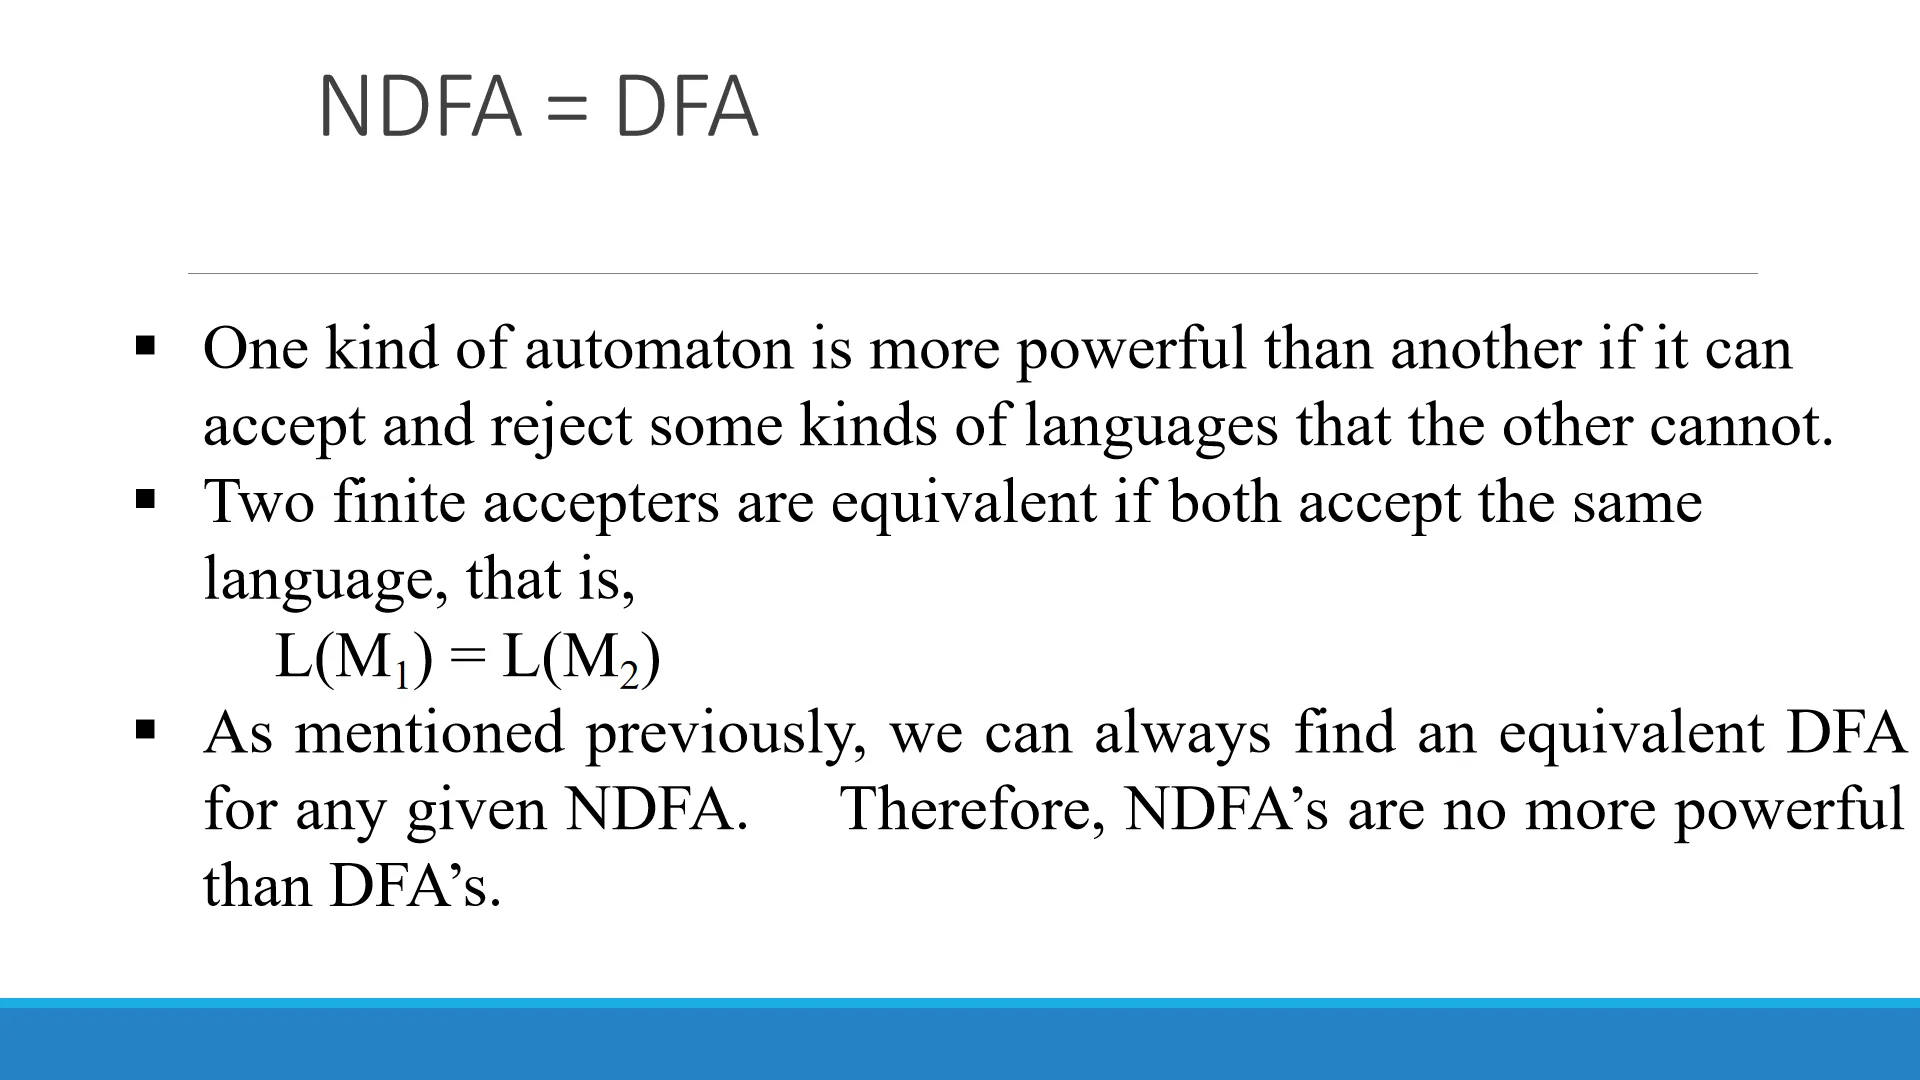 NDFA = DFA
▪ One kind of automaton is more powerful than another if it can
accept and reject some kinds of languages that the other cannot.
▪ Two finite accepters are equivalent if both accept the same
language, that is,
L(M₁) = L(M₂)
▪ As mentioned previously, we can always find an equivalent DFA
for any given NDFA. Therefore, NDFA’s are no more powerful
than DFA’s.